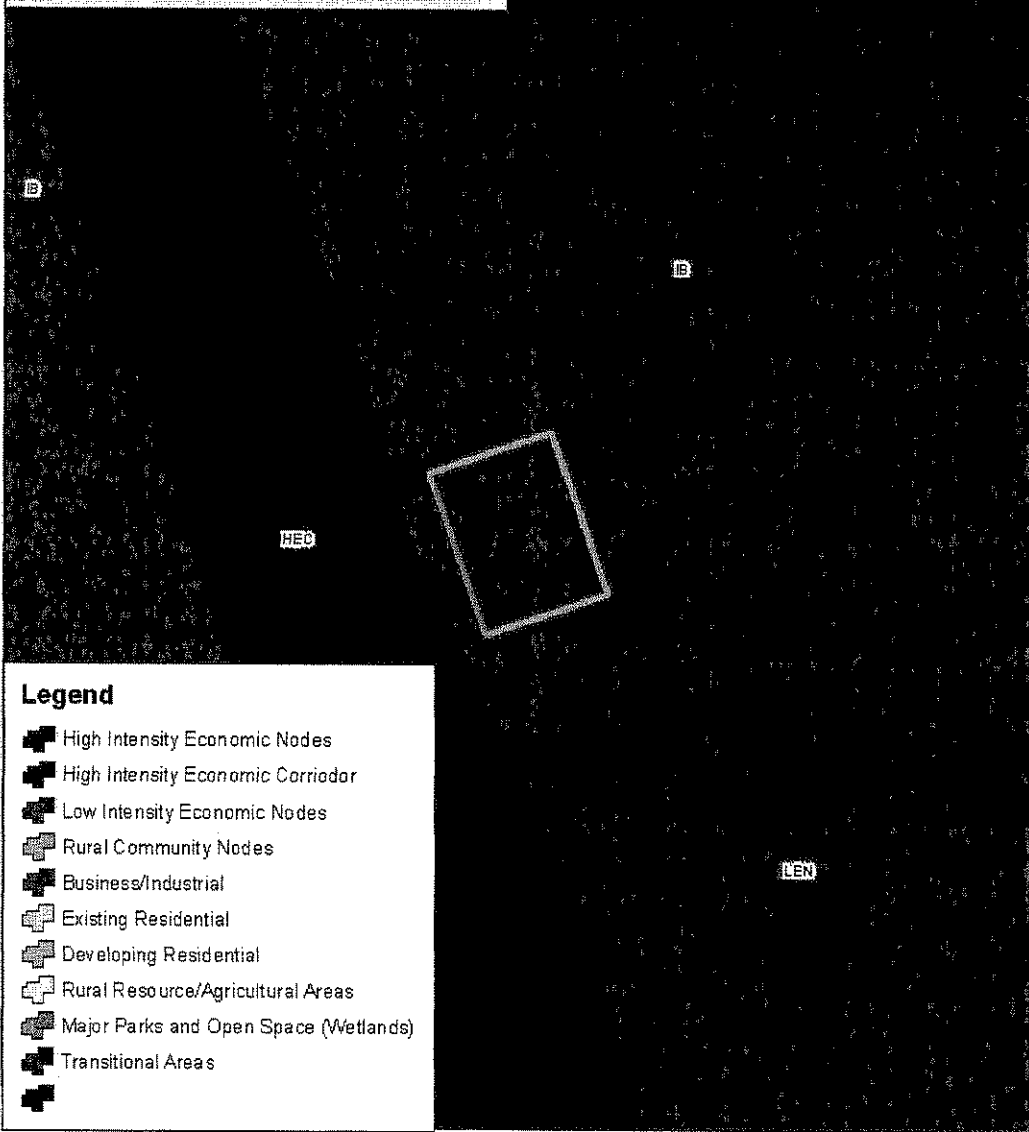 IB
IB
HEC
LEN
Legend
High Intensity Economic Nodes
High Intensity Economic Corriodor
Low Intensity Economic Nodes
Rural Community Nodes
Business/Industrial
Existing Residential
Developing Residential
Rural Resource/Agricultural Areas
Major Parks and Open Space (Wetlands)
Transitional Areas